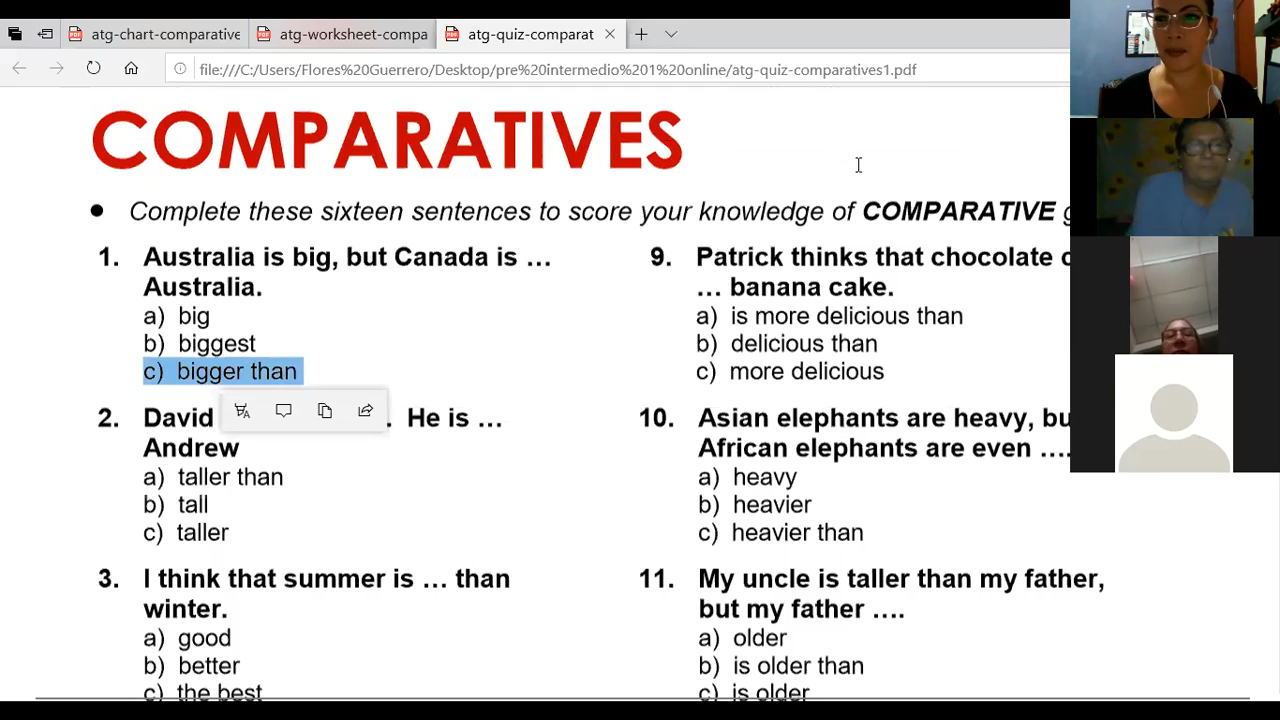 atg-chart-comparative
atg-worksheet-compa
atg-quiz-comparat
file:///C:/Users/Flores%20Guerrero/Desktop/pre%20intermedio%201%20online/atg-quiz-comparatives1.pdf
COMPARATIVES
• Complete these sixteen sentences to score your knowledge of COMPARATIVE
1. Australia is big, but Canada is …
Australia.
a) big
b) biggest
c) bigger than
2. David . He is …
Andrew
a) taller than
b) tall
c) taller
3. I think that summer is … than
winter.
a) good
b) better
c) the best
9. Patrick thinks that chocolate
… banana cake.
a) is more delicious than
b) delicious than
c) more delicious
10. Asian elephants are heavy, bu
African elephants are even ….
a) heavy
b) heavier
c) heavier than
11. My uncle is taller than my father,
but my father ….
a) older
b) is older than
c) is older